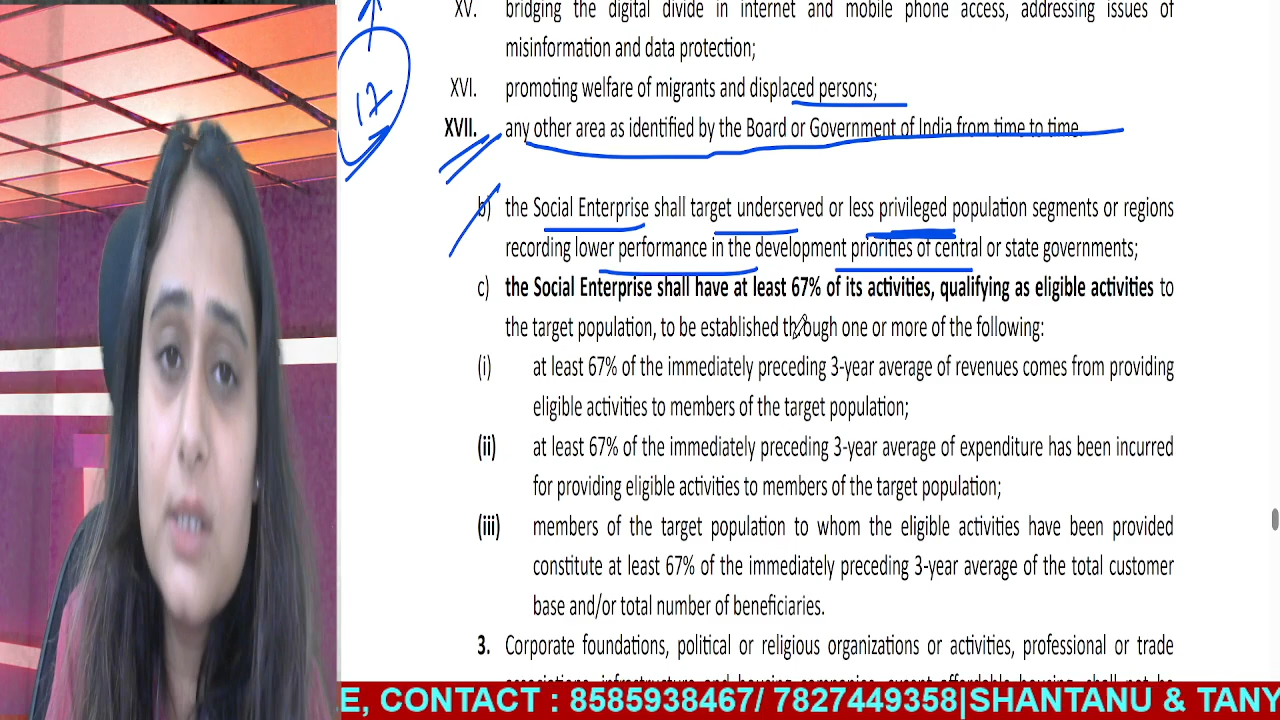 XV. bridging the digital divide in internet and mobile phone access, addressing issues of
misinformation and data protection;
XVI. promoting welfare of migrants and displaced persons;
17
XVII. any other area as identified by the Board or Government of India from time to time.
b) the Social Enterprise shall target underserved or less privileged population segments or regions
recording lower performance in the development priorities of central or state governments;
c) the Social Enterprise shall have at least 67% of its activities, qualifying as eligible activities to
the target population, to be established through one or more of the following:
(i) at least 67% of the immediately preceding 3-year average of revenues comes from providing
eligible activities to members of the target population;
(ii) at least 67% of the immediately preceding 3-year average of expenditure has been incurred
for providing eligible activities to members of the target population;
(iii) members of the target population to whom the eligible activities have been provided
constitute at least 67% of the immediately preceding 3-year average of the total customer
base and/or total number of beneficiaries.
3. Corporate foundations, political or religious organizations or activities, professional or trade
E, CONTACT : 8585938467/ 7827449358|SHANTANU & TANY